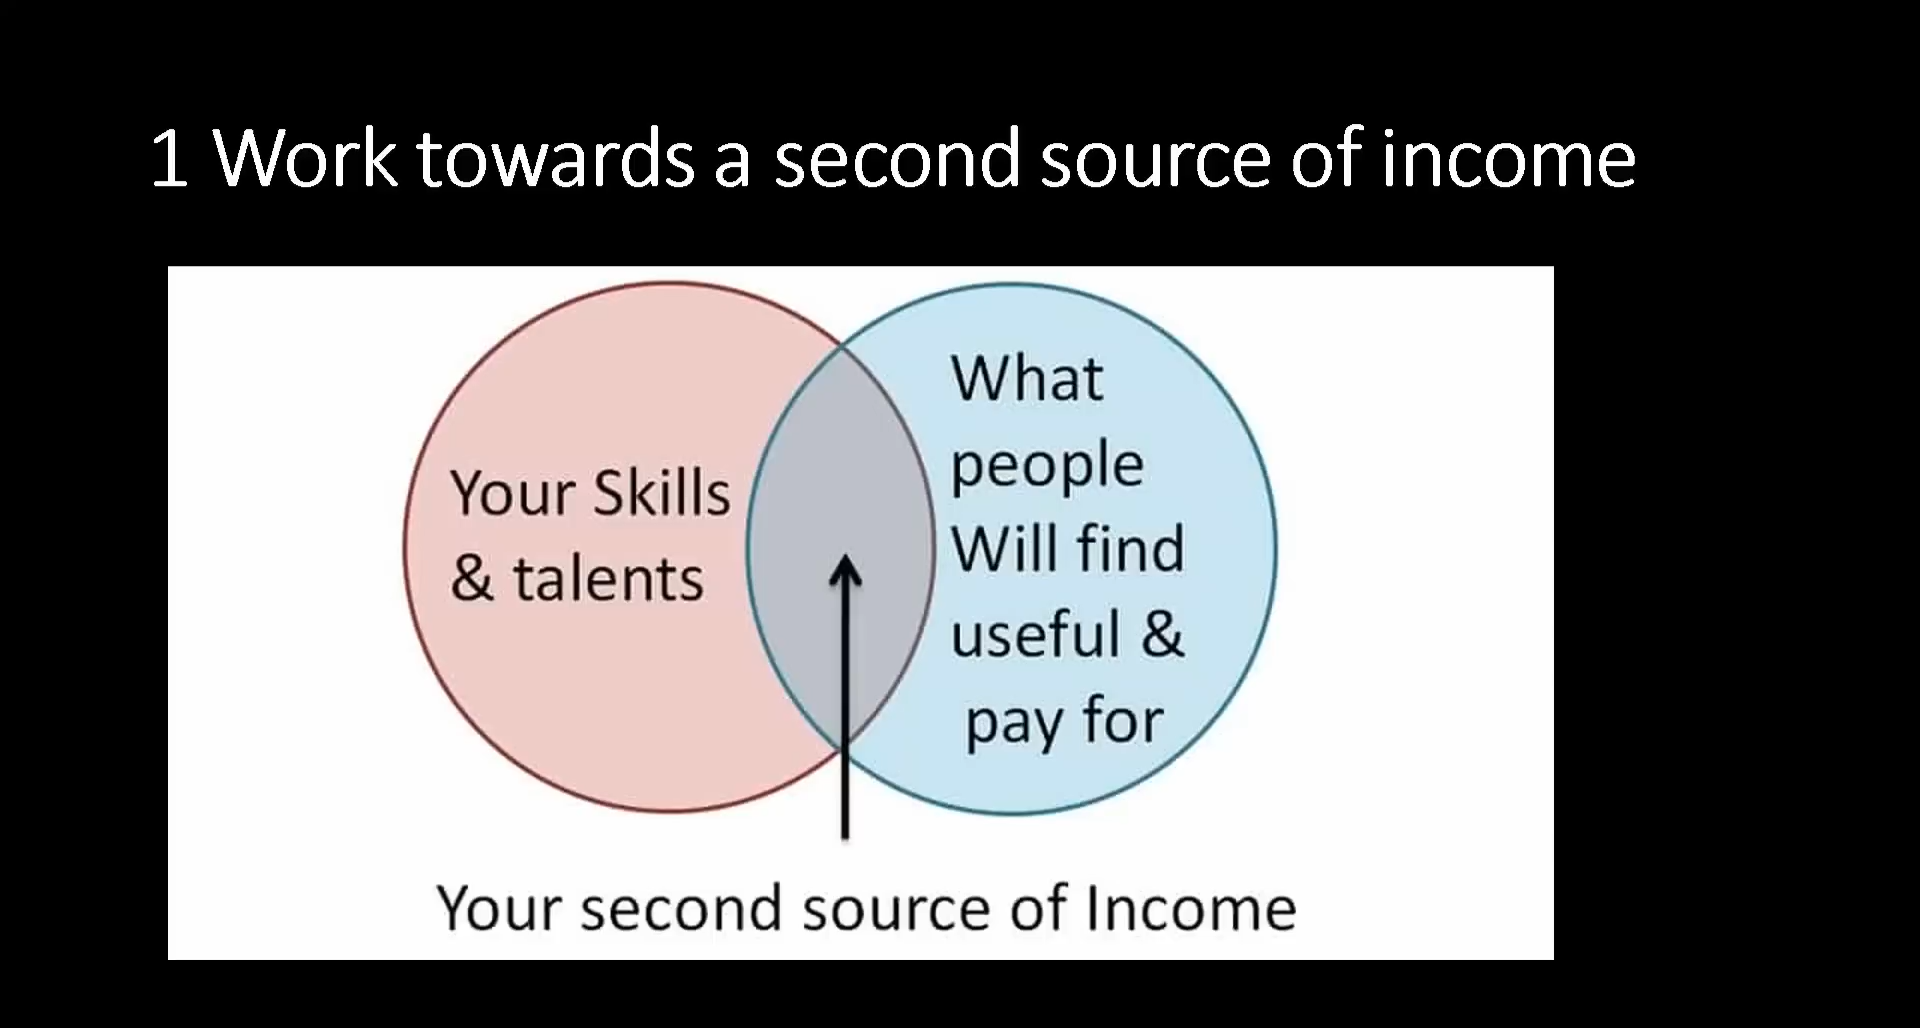 1 Work towards a second source of income
Your Skills
& talents
What
people
Will find
useful &
pay for
Your second source of Income